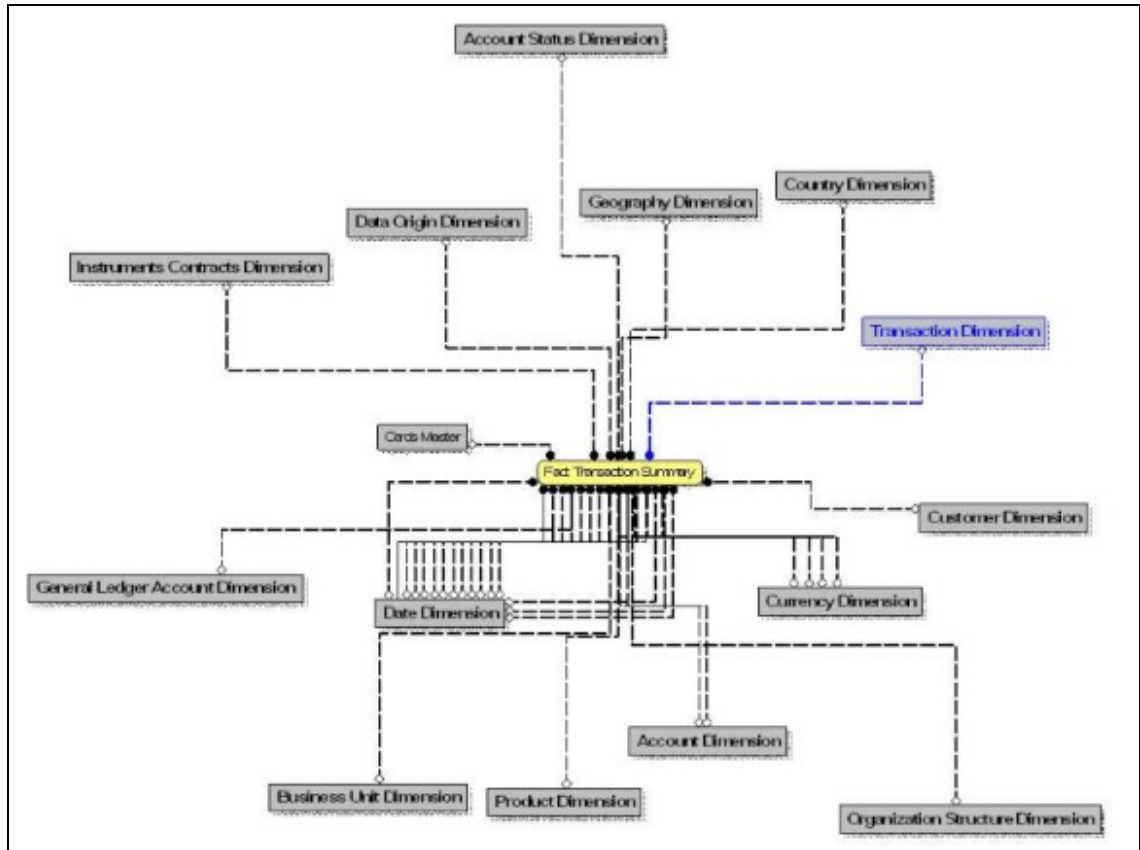 Account Status Dimension
Country Dimension
Geography Dimension
Data Origin Dimension
Instruments Contracts Dimension
Transaction Dimension
Cards Master
Fact Transaction Summary
Customer Dimension
General Ledger Account Dimension
Date Dimension
Currency Dimension
Account Dimension
Business Unit Dimension
Product Dimension
Organization Structure Dimension